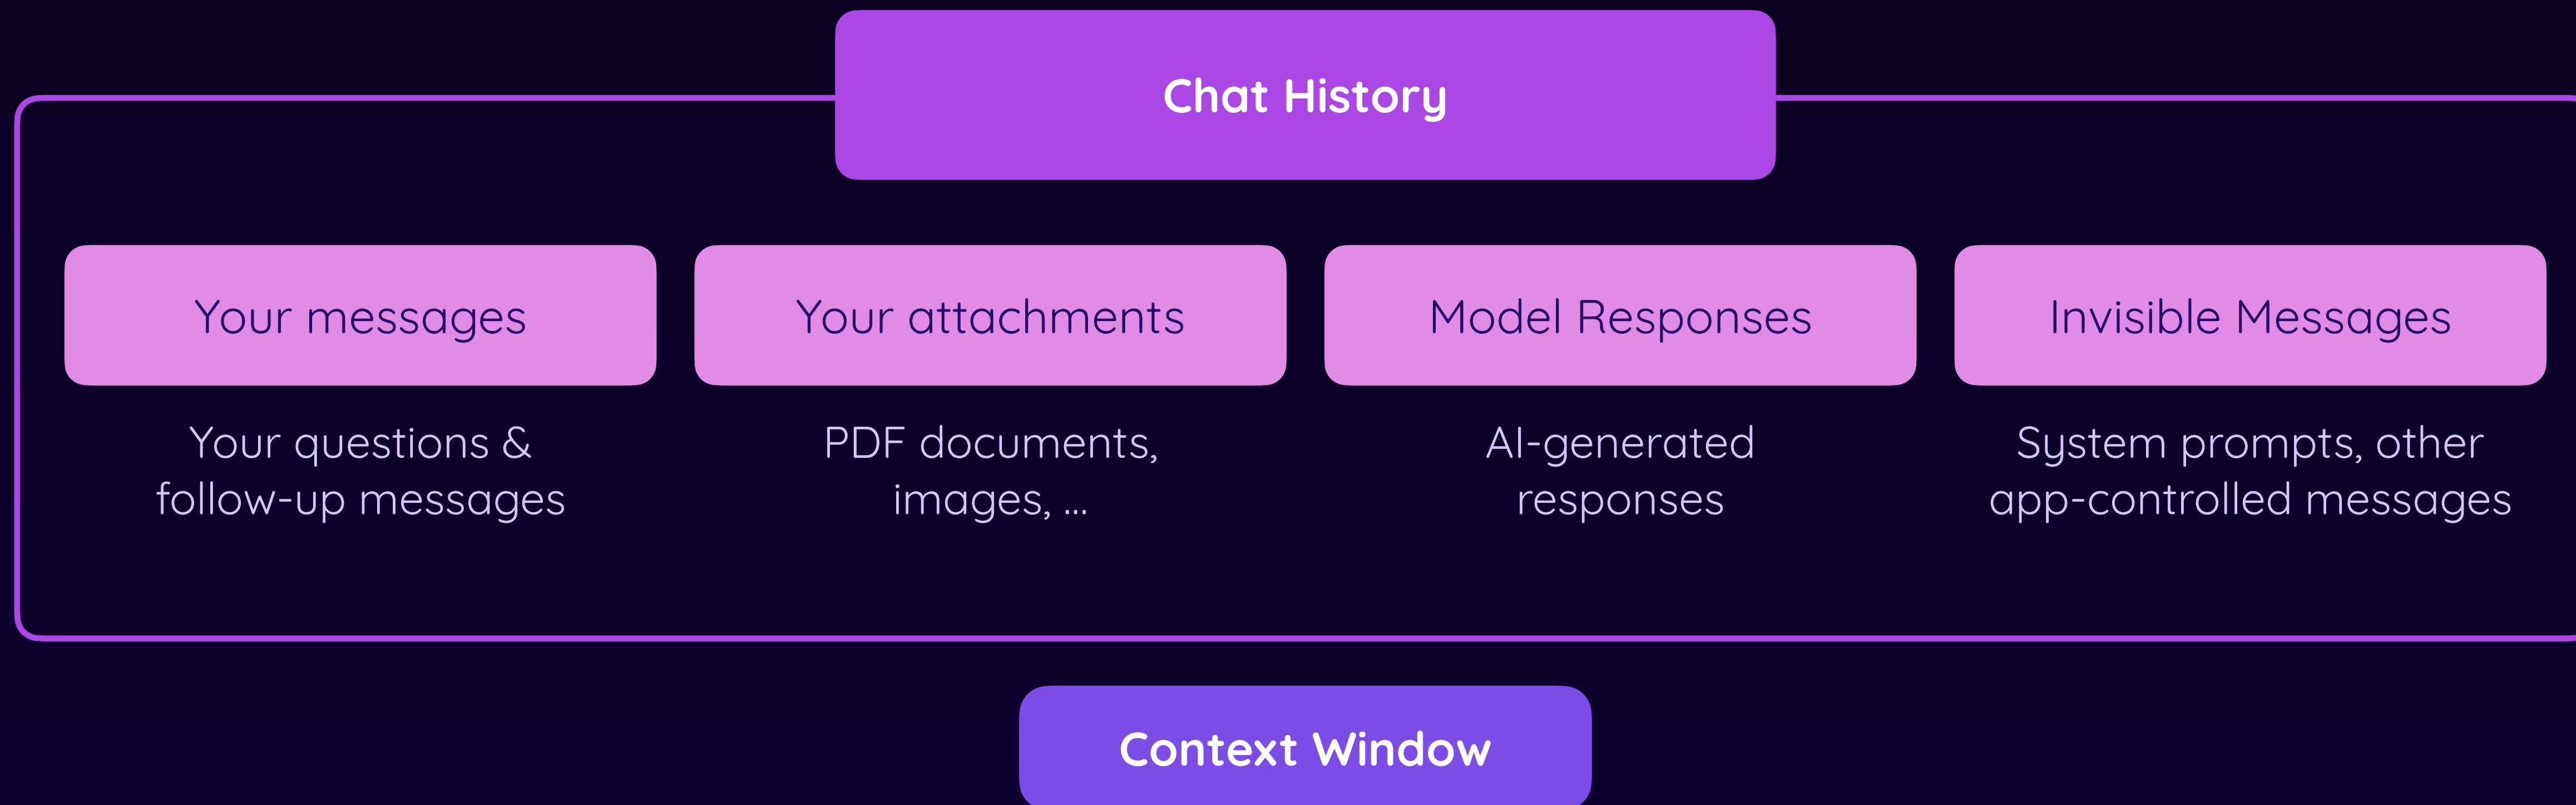 Chat History
Your messages
Your attachments
Model Responses
Invisible Messages
Your questions &
follow-up messages
PDF documents,
images, ...
AI-generated
responses
System prompts, other
app-controlled messages
Context Window